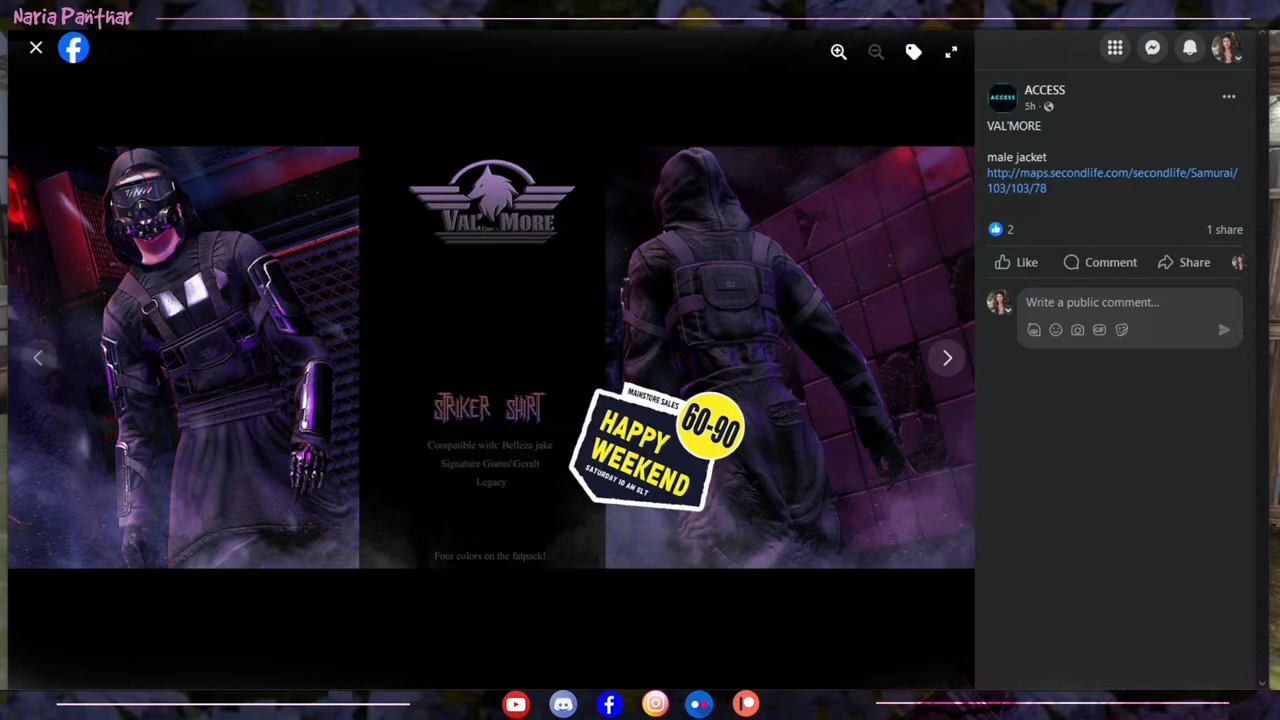 Naria Panthar
ACCESS
ACCESS
5h ·
VAL'MORE
male jacket
http://maps.secondlife.com/secondlife/Samurai/
103/103/78
2
1 share
Like
Comment
Share
Write a public comment...
GIF
VAL'MORE
STRIKER SHIRT
Compatible with: Belleza jake
Signature Gianni\Geralt
Legacy
Four colors on the fatpack!
MAINSTORE SALES
60-90
HAPPY
WEEKEND
SATURDAY 10 AM SLT